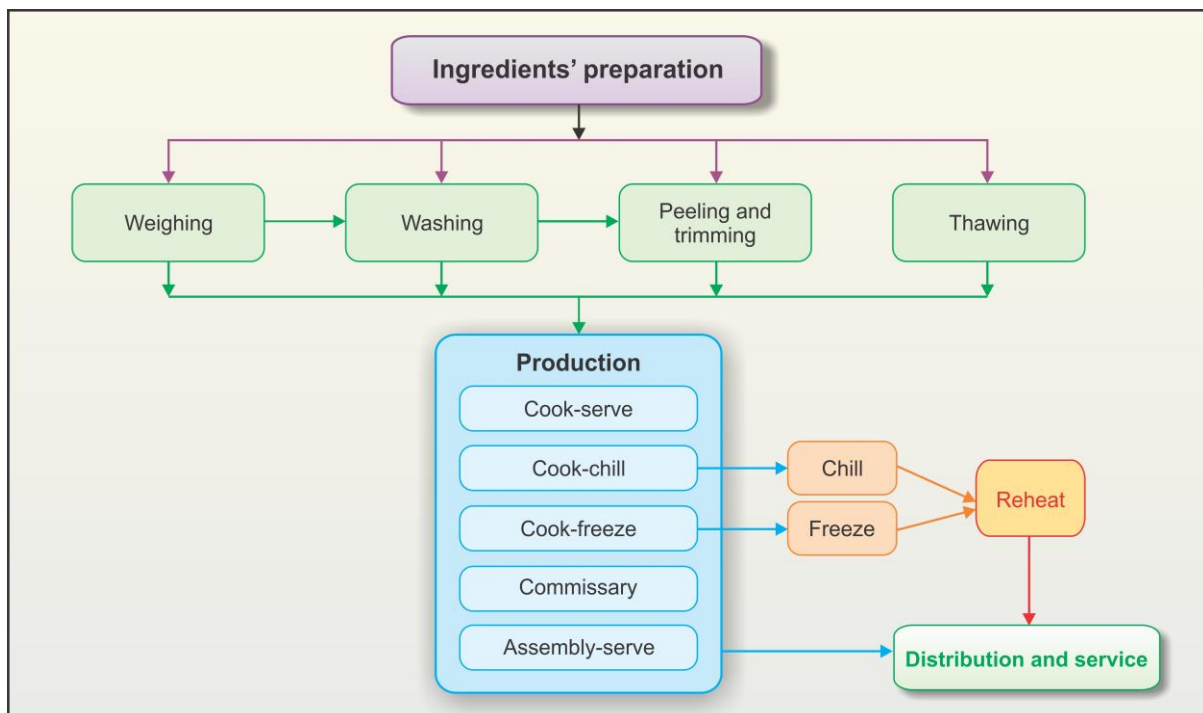 Ingredients’ preparation
Weighing
Washing
Peeling and
trimming
Thawing
Production
Cook-serve
Cook-chill
Chill
Reheat
Cook-freeze
Freeze
Commissary
Assembly-serve
Distribution and service